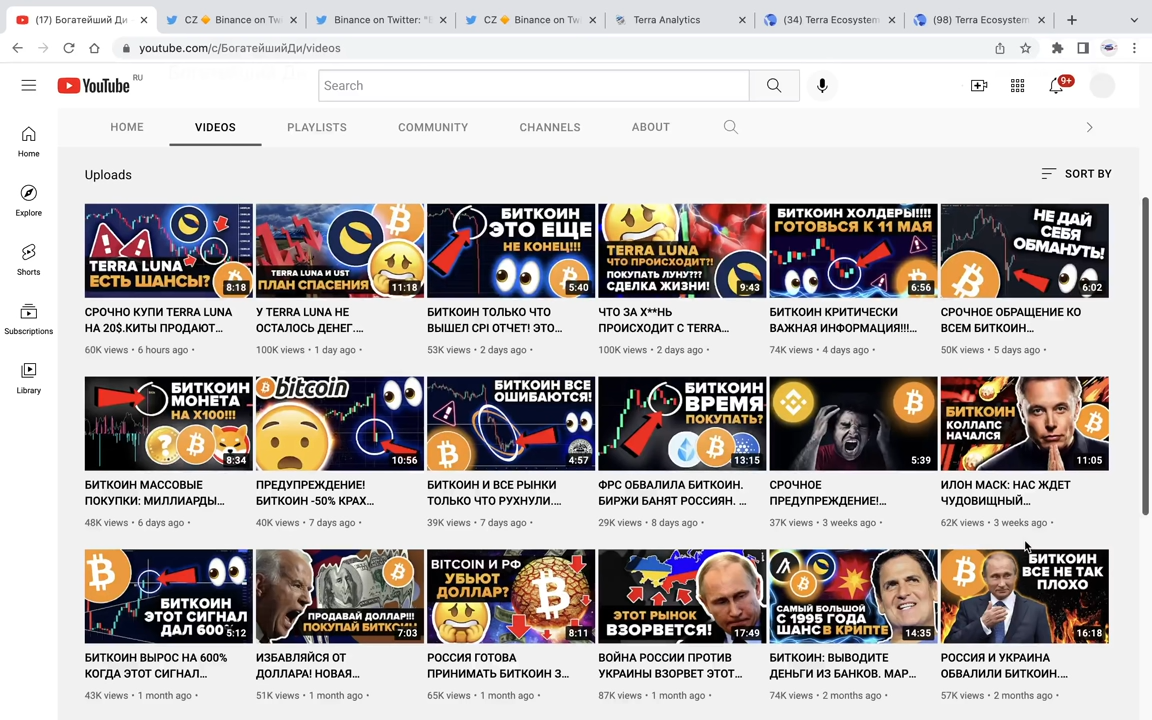 (17) Богатейший Ди -
CZ 🔶 Binance on Twi
Binance on Twitter: "E
CZ 🔶 Binance on Twi
Terra Analytics
(34) Terra Ecosystem
(98) Terra Ecosystem
youtube.com/c/БогатейшийДи/videos
YouTube RU
Search
9+
HOME VIDEOS PLAYLISTS COMMUNITY CHANNELS ABOUT
Home
Explore
Shorts
Subscriptions
Library
Uploads
SORT BY
TERRA LUNA
ЕСТЬ ШАНСЫ?
8:18
СРОЧНО КУПИ TERRA LUNA
НА 20$.КИТЫ ПРОДАЮТ...
60K views • 6 hours ago
TERRA LUNA И UST
ПЛАН СПАСЕНИЯ
11:18
У TERRA LUNA НЕ
ОСТАЛОСЬ ДЕНЕГ....
100K views • 1 day ago
БИТКОИН
ЭТО ЕЩЕ
НЕ КОНЕЦ!!!
5:40
БИТКОИН ТОЛЬКО ЧТО
ВЫШЕЛ CPI ОТЧЕТ! ЭТО...
53K views • 2 days ago
TERRA LUNA
ЧТО ПРОИСХОДИТ?!
ПОКУПАТЬ ЛУНУ???
СДЕЛКА ЖИЗНИ!
9:43
ЧТО ЗА Х**НЬ
ПРОИСХОДИТ С TERRA...
100K views • 2 days ago
БИТКОИН ХОЛДЕРЫ!!!!
ГОТОВЬСЯ К 11 МАЯ
6:56
БИТКОИН КРИТИЧЕСКИ
ВАЖНАЯ ИНФОРМАЦИЯ!!!...
74K views • 4 days ago
НЕ ДАЙ
СЕБЯ
ОБМАНУТЬ!
6:02
СРОЧНОЕ ОБРАЩЕНИЕ КО
ВСЕМ БИТКОИН...
50K views • 5 days ago
БИТКОИН
МОНЕТА
НА X100!!!
8:34
БИТКОИН МАССОВЫЕ
ПОКУПКИ: МИЛЛИАРДЫ...
48K views • 6 days ago
bitcoin
10:56
ПРЕДУПРЕЖДЕНИЕ!
БИТКОИН -50% КРАХ...
40K views • 7 days ago
БИТКОИН ВСЕ
ОШИБАЮТСЯ!
4:57
БИТКОИН И ВСЕ РЫНКИ
ТОЛЬКО ЧТО РУХНУЛИ....
39K views • 7 days ago
БИТКОИН
ВРЕМЯ
ПОКУПАТЬ?
13:15
ФРС ОБВАЛИЛА БИТКОИН.
БИРЖИ БАНЯТ РОССИЯН. ...
29K views • 8 days ago
5:39
СРОЧНОЕ
ПРЕДУПРЕЖДЕНИЕ!...
37K views • 3 weeks ago
БИТКОИН
КОЛЛАПС
НАЧАЛСЯ
11:05
ИЛОН МАСК: НАС ЖДЕТ
ЧУДОВИЩНЫЙ...
62K views • 3 weeks ago
БИТКОИН
ЭТОТ СИГНАЛ
ДАЛ 600
5:12
БИТКОИН ВЫРОС НА 600%
КОГДА ЭТОТ СИГНАЛ...
43K views • 1 month ago
ПРОДАВАЙ ДОЛЛАР!!!
ПОКУПАЙ БИТКОИН
7:03
ИЗБАВЛЯЙСЯ ОТ
ДОЛЛАРА! НОВАЯ...
51K views • 1 month ago
BITCOIN И РФ
УБЬЮТ
ДОЛЛАР?
8:11
РОССИЯ ГОТОВА
ПРИНИМАТЬ БИТКОИН З...
65K views • 1 month ago
ЭТОТ РЫНОК
ВЗОРВЕТСЯ!
17:49
ВОЙНА РОССИИ ПРОТИВ
УКРАИНЫ ВЗОРВЕТ ЭТОТ...
87K views • 1 month ago
САМЫЙ БОЛЬШОЙ
С 1995 ГОДА
ШАНС В КРИПТЕ
14:35
БИТКОИН: ВЫВОДИТЕ
ДЕНЬГИ ИЗ БАНКОВ. МАР...
74K views • 2 months ago
БИТКОИН
ВСЕ НЕ ТАК
ПЛОХО
16:18
РОССИЯ И УКРАИНА
ОБВАЛИЛИ БИТКОИН....
57K views • 2 months ago